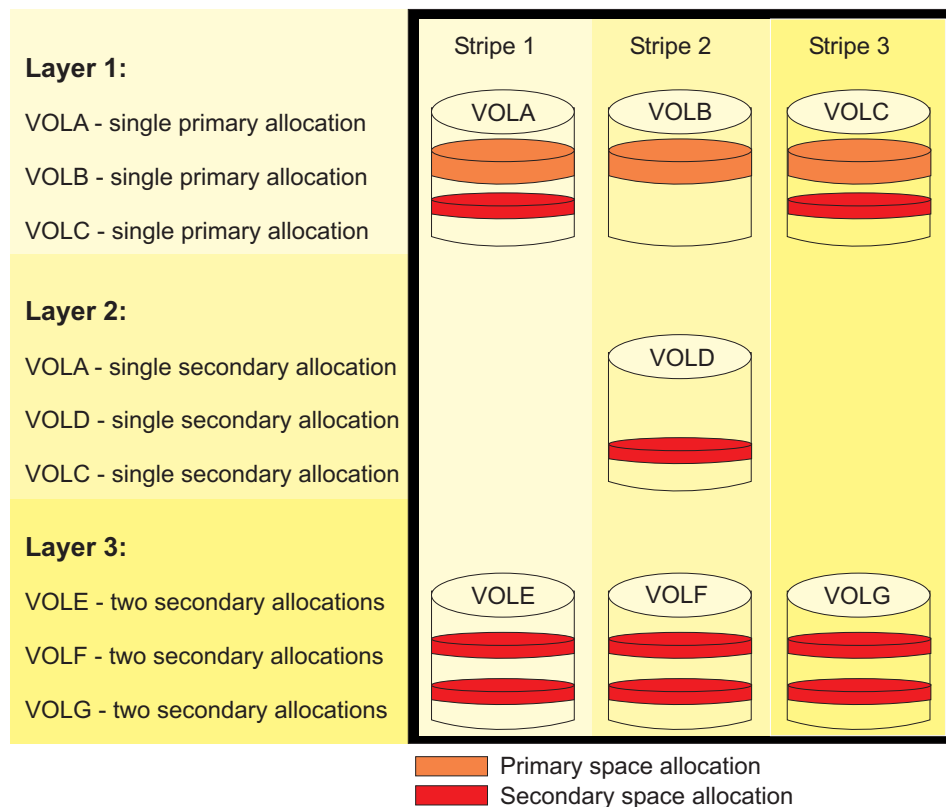 Layer 1:
VOLA - single primary allocation
VOLB - single primary allocation
VOLC - single primary allocation
Layer 2:
VOLA - single secondary allocation
VOLD - single secondary allocation
VOLC - single secondary allocation
Layer 3:
VOLE - two secondary allocations
VOLF - two secondary allocations
VOLG - two secondary allocations
Stripe 1
Stripe 2
Stripe 3
VOLA
VOLB
VOLC
VOLD
VOLE
VOLF
VOLG
Primary space allocation
Secondary space allocation